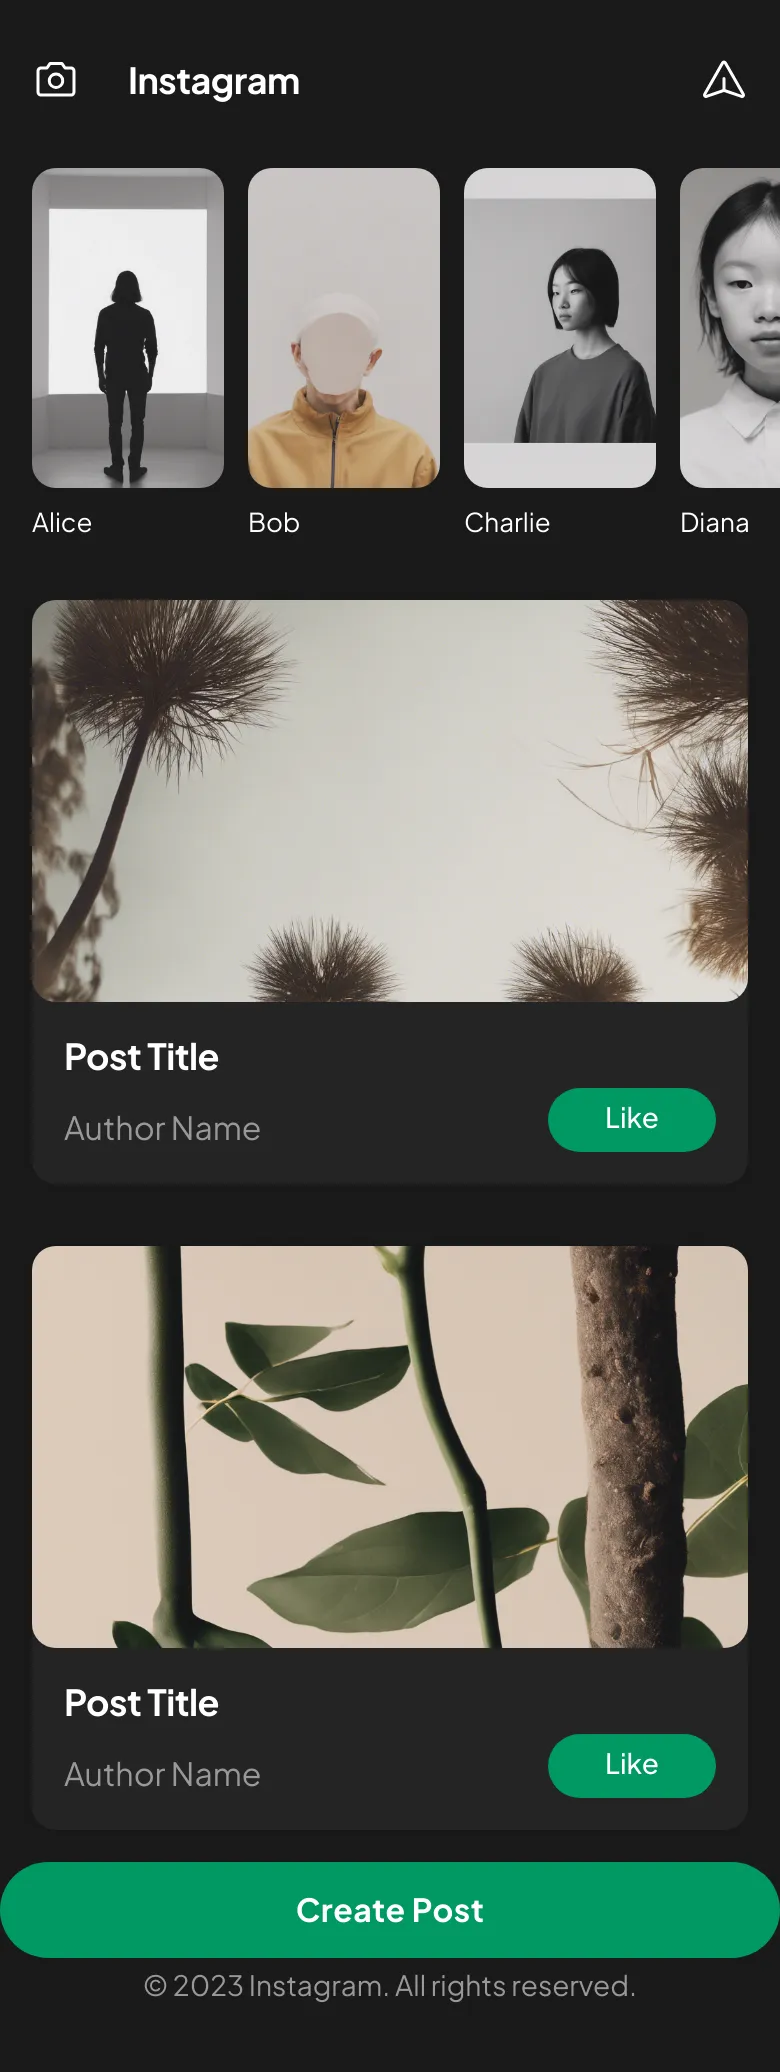 Instagram
Alice
Bob
Charlie
Diana
Post Title
Author Name
Like
Post Title
Author Name
Like
Create Post
© 2023 Instagram. All rights reserved.